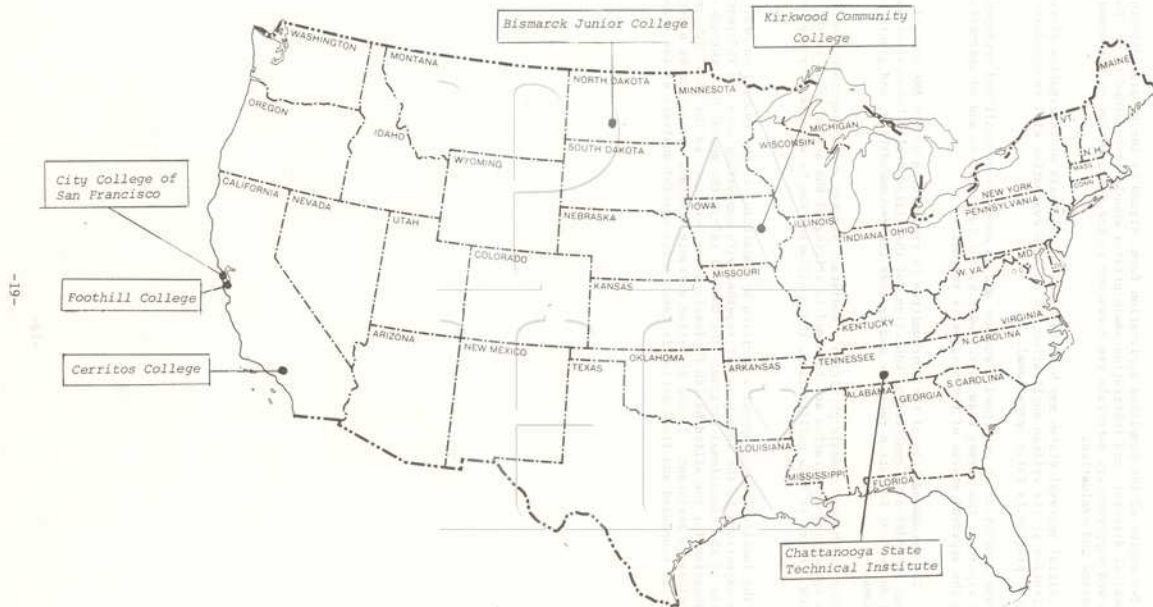 Bismarck Junior College
Kirkwood Community
College
WASHINGTON
MONTANA
NORTH DAKOTA
MINNESOTA
MAINE
OREGON
IDAHO
WYOMING
SOUTH DAKOTA
WISCONSIN
MICHIGAN
VT.
N.H.
MASS
CONN
City College of
San Francisco
CALIFORNIA
NEVADA
UTAH
NEBRASKA
IOWA
ILLINOIS
INDIANA
OHIO
NEW YORK
PENNSYLVANIA
COLORADO
KANSAS
MISSOURI
W. VA.
MD.
-19-
Foothill College
KENTUCKY
VIRGINIA
Cerritos College
ARIZONA
NEW MEXICO
TEXAS
OKLAHOMA
ARKANSAS
TENNESSEE
N.CAROLINA
ALABAMA
GEORGIA
S.CAROLINA
LOUISIANA
MISSISSIPPI
FLORIDA
Chattanooga State
Technical Institute